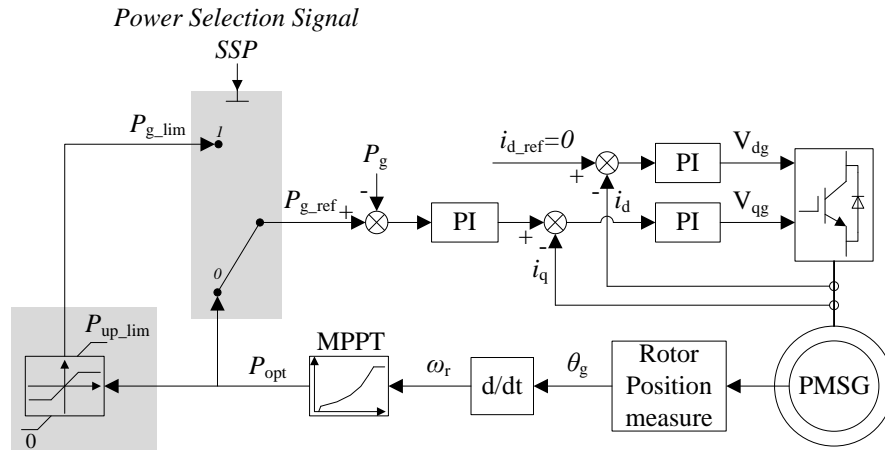 Power Selection Signal
SSP
P_g_lim
1
P_g
i_d_ref=0
+
-
PI
V_dg
P_g_ref
+
-
PI
+
-
i_q
i_d
PI
V_qg
0
P_up_lim
0
P_opt
MPPT
ω_r
d/dt
θ_g
Rotor
Position
measure
PMSG